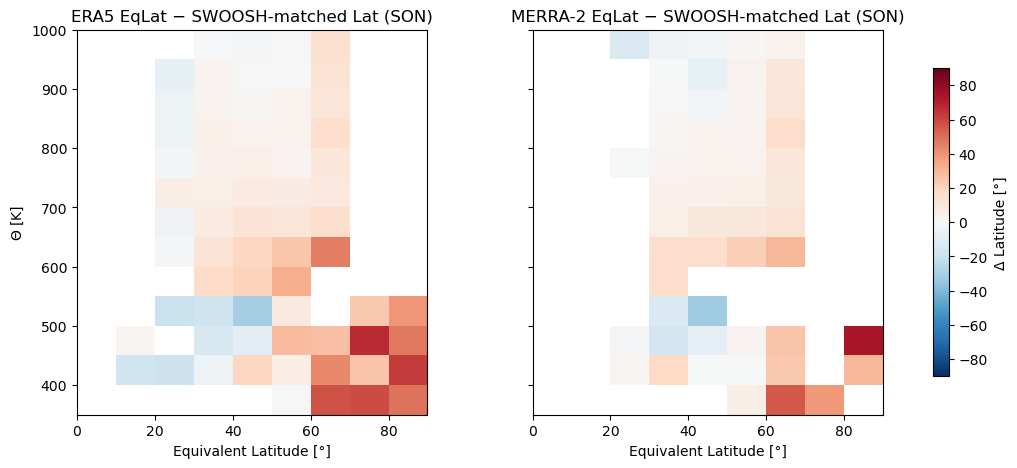 ERA5 EqLat − SWOOSH-matched Lat (SON)
MERRA-2 EqLat − SWOOSH-matched Lat (SON)
1000
900
800
700
600
500
400
Θ [K]
0 20 40 60 80
Equivalent Latitude [°]
0 20 40 60 80
Equivalent Latitude [°]
80
60
40
20
0
−20
−40
−60
−80
Δ Latitude [°]